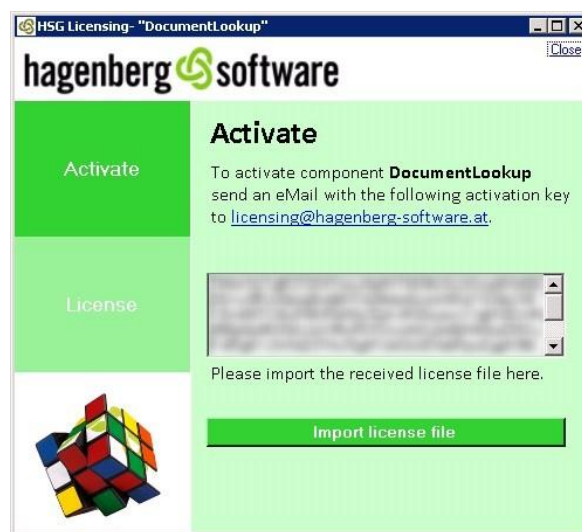 HSG Licensing- "DocumentLookup"
Close
hagenberg software
Activate
License
Activate
To activate component DocumentLookup
send an eMail with the following activation key
to licensing@hagenberg-software.at.
Please import the received license file here.
Import license file